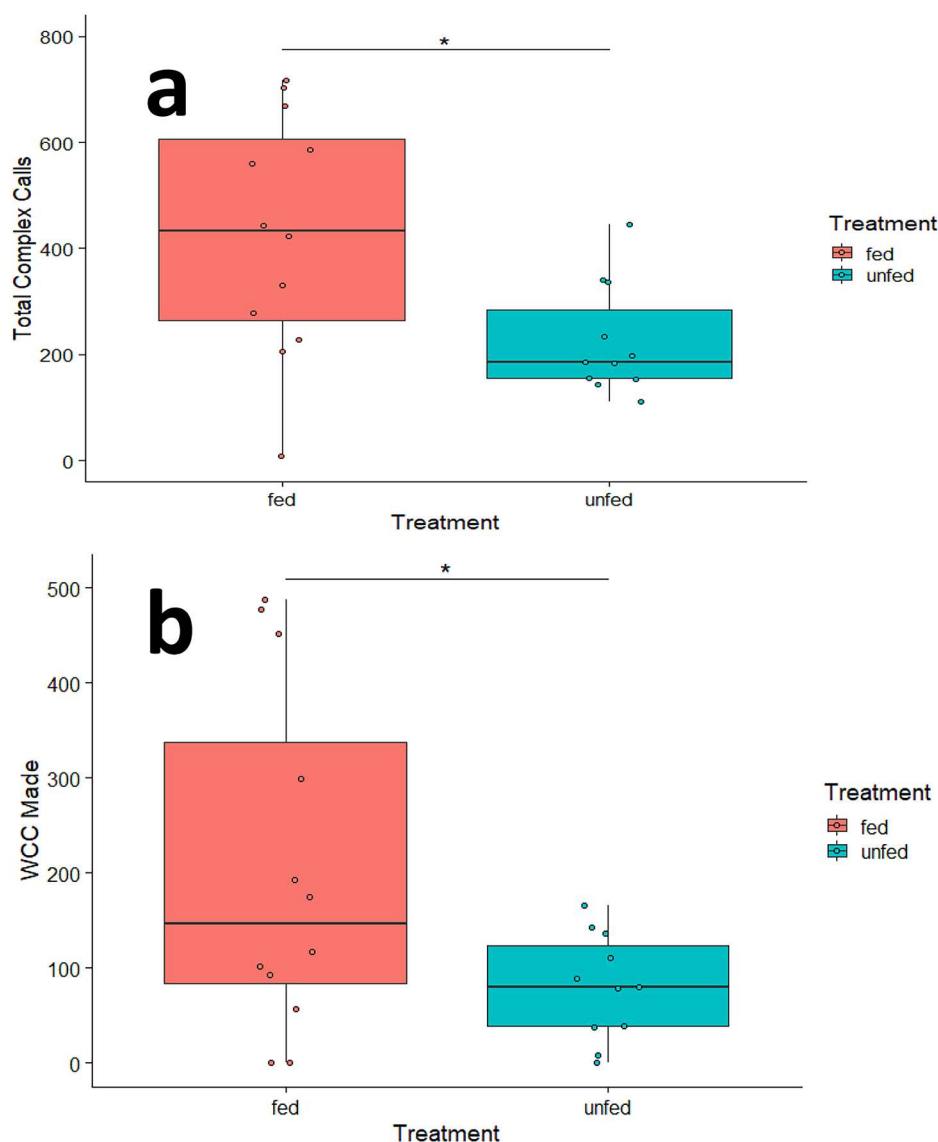 a
*
800
600
400
200
0
Total Complex Calls
fed
unfed
Treatment
Treatment
fed
unfed
b
*
500
400
300
200
100
0
WCC Made
fed
unfed
Treatment
Treatment
fed
unfed